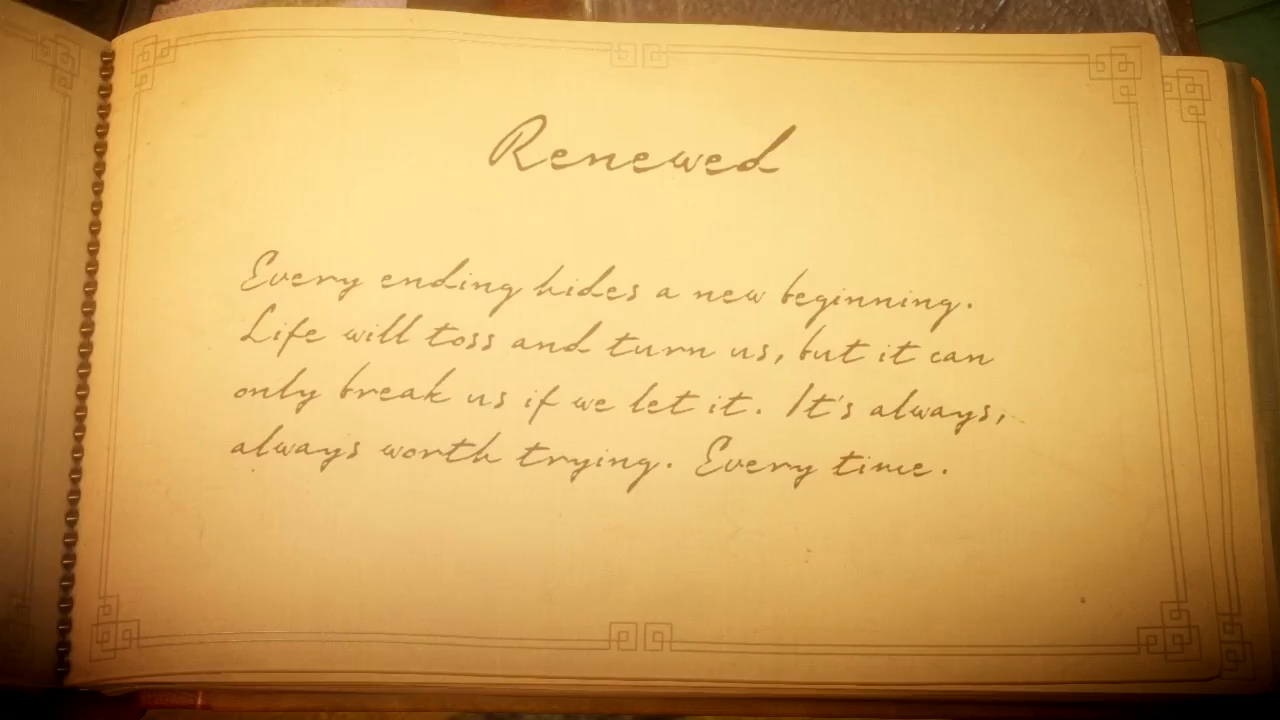 Renewed
Every ending hides a new beginning.
Life will toss and turn us, but it can
only break us if we let it. It's always,
always worth trying. Every time.